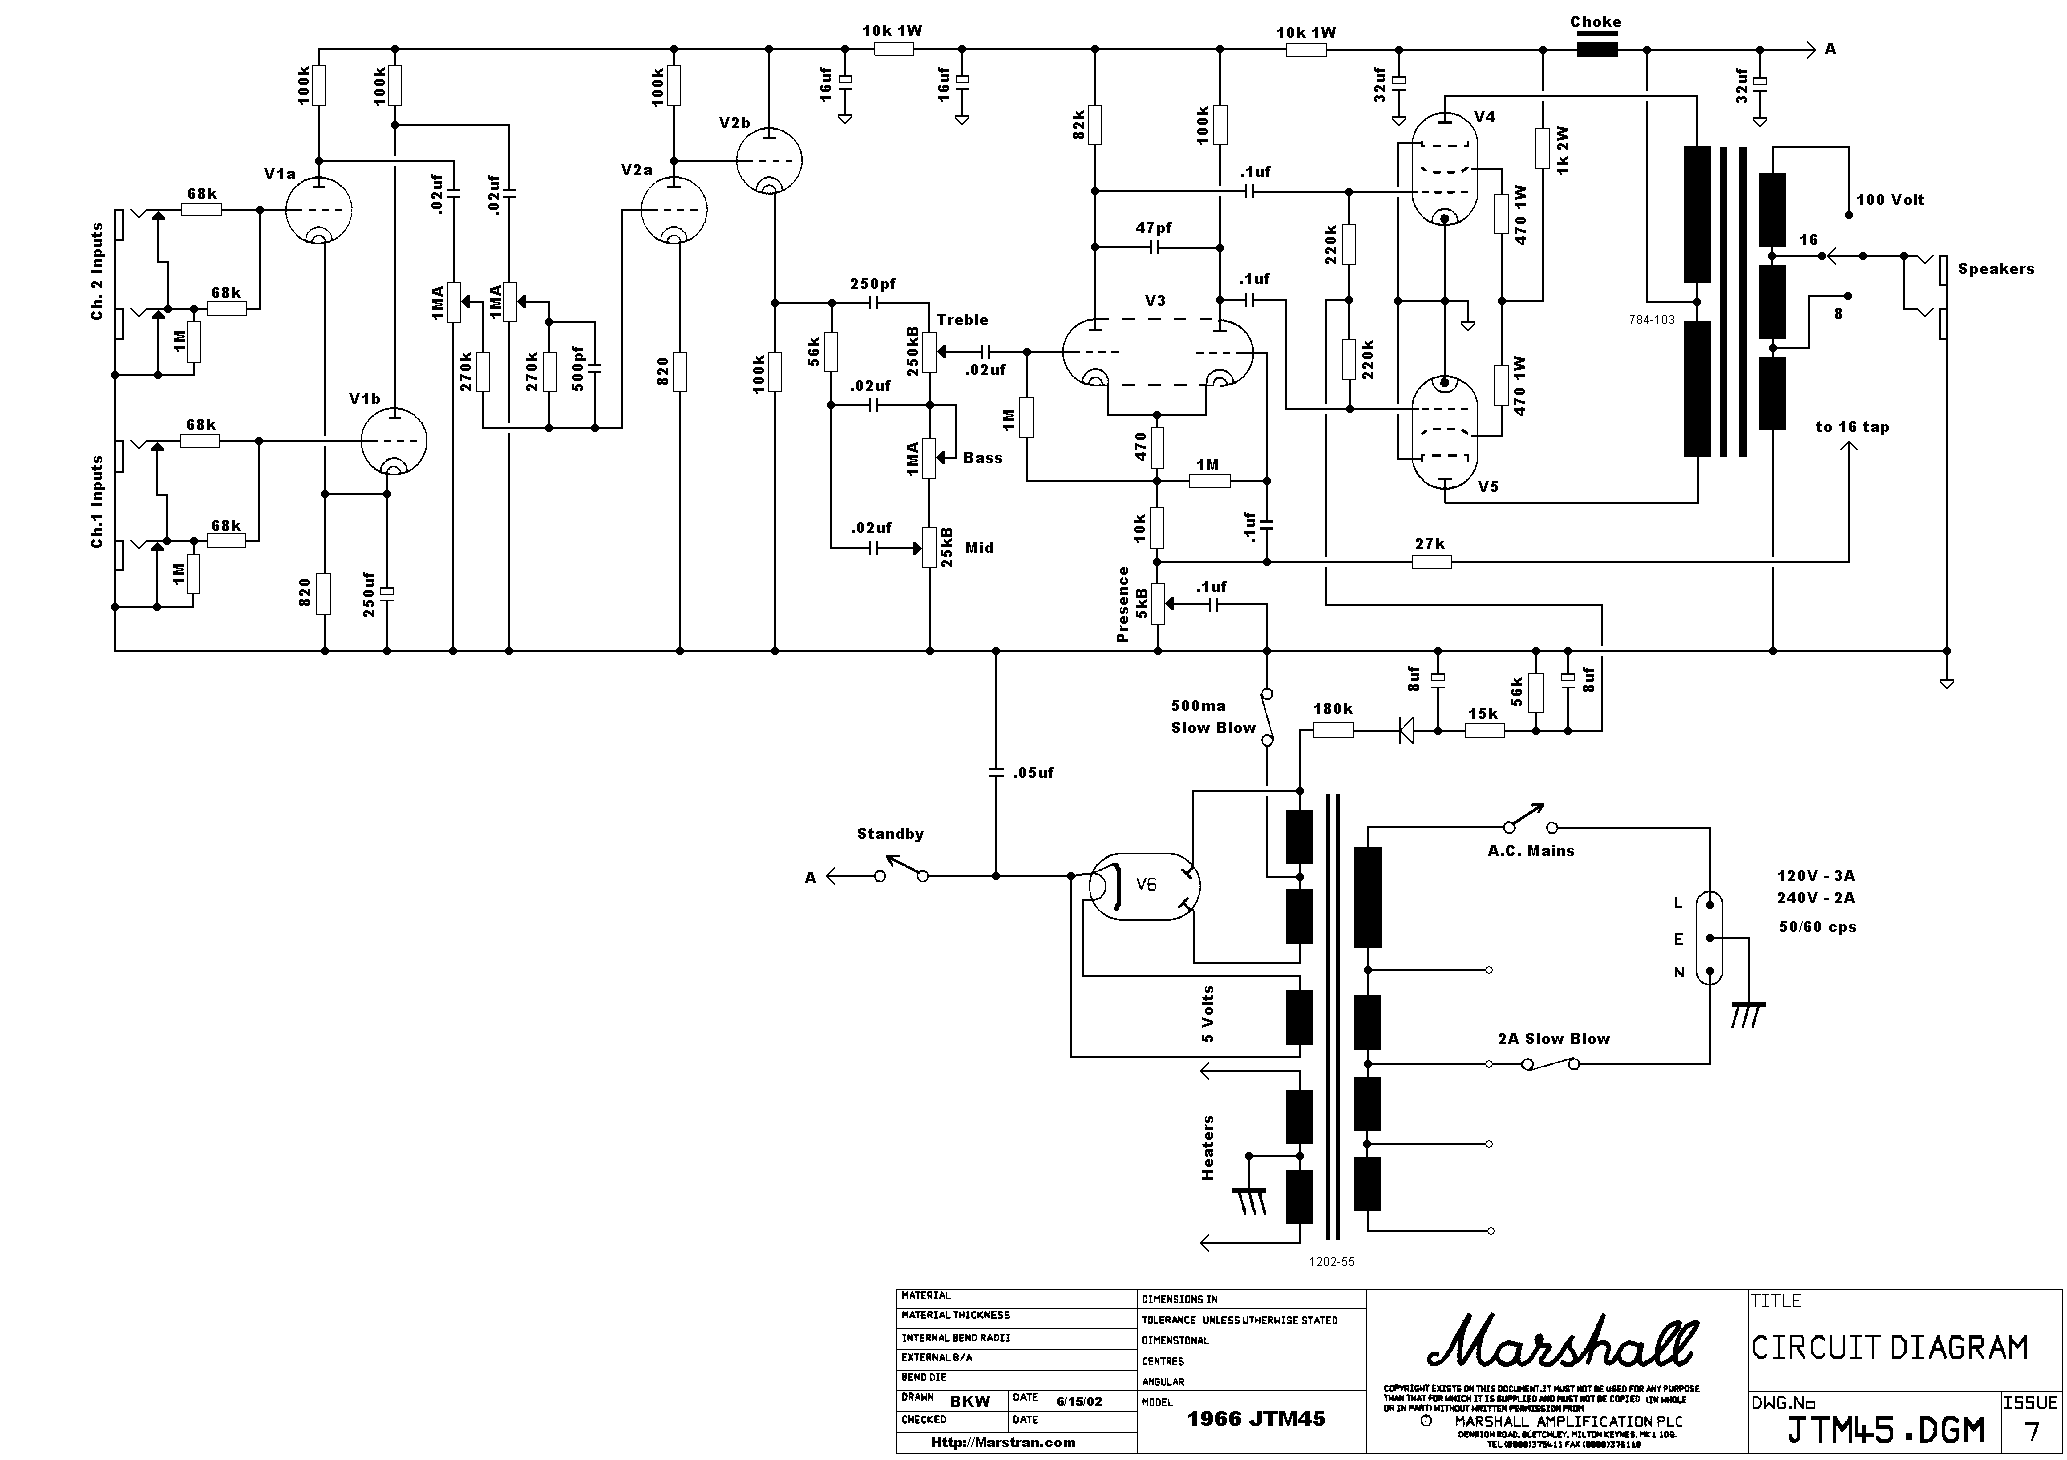 Choke
10k 1W
10k 1W
A
100k
100k
100k
16uf
16uf
32uf
32uf
82k
100k
1k 2W
V2b
V4
V1a
V2a
68k
.02uf
.02uf
.1uf
470 1W
100 Volt
47pf
220k
16
Ch. 2 Inputs
68k
1M
1MA
1MA
250pf
.1uf
V3
Speakers
8
784-103
Treble
270k
270k
500pf
820
100k
56k
250kB
.02uf
220k
470 1W
.02uf
V1b
68k
1M
470
1MA
Bass
1M
to 16 tap
V5
Ch.1 Inputs
68k
1M
.02uf
25kB
Mid
10k
.1uf
27k
820
250uf
Presence
5kB
.1uf
8uf
56k
8uf
500ma
Slow Blow
180k
15k
.05uf
Standby
A
V6
A.C. Mains
120V - 3A
240V - 2A
50/60 cps
L
E
N
5 Volts
2A Slow Blow
Heaters
1202-55
MATERIAL
MATERIAL THICKNESS
INTERNAL BEND RADII
EXTERNAL B/A
BEND DIE
DRAWN BKW DATE 6/15/02
CHECKED DATE
Http://Marstran.com
DIMENSIONS IN
TOLERANCE UNLESS OTHERWISE STATED
DIMENSIONAL
CENTRES
ANGULAR
MODEL
1966 JTM45
Marshall
COPYRIGHT EXISTS ON THIS DOCUMENT.IT MUST NOT BE USED FOR ANY PURPOSE
THAN THAT FOR WHICH IT IS SUPPLIED AND MUST NOT BE COPIED (IN WHOLE
OR IN PART) WITHOUT WRITTEN PERMISSION FROM
© MARSHALL AMPLIFICATION PLC
DENBIGH ROAD, BLETCHLEY, MILTON KEYNES, MK1 1DQ.
TITLE
CIRCUIT DIAGRAM
DWG.No
JTM45.DGM
ISSUE
7